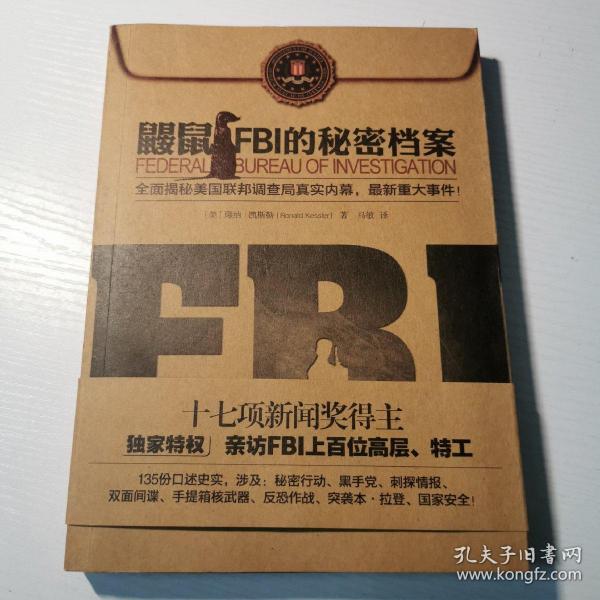 鼹鼠 FBI的秘密档案
FEDERAL BUREAU OF INVESTIGATION
全面揭秘美国联邦调查局真实内幕，最新重大事件！
［美］ 凯斯勒（Ronald Kessler） 著 马敏 译
FBI
十七项新闻奖得主
独家特权 亲访FBI上百位高层、特工
135份口述史实，涉及：秘密行动、黑手党、刺探情报、
双面间谍、手提箱核武器、反恐作战、突袭本·拉登、国家安全！
孔夫子旧书网
www.kongfz.com